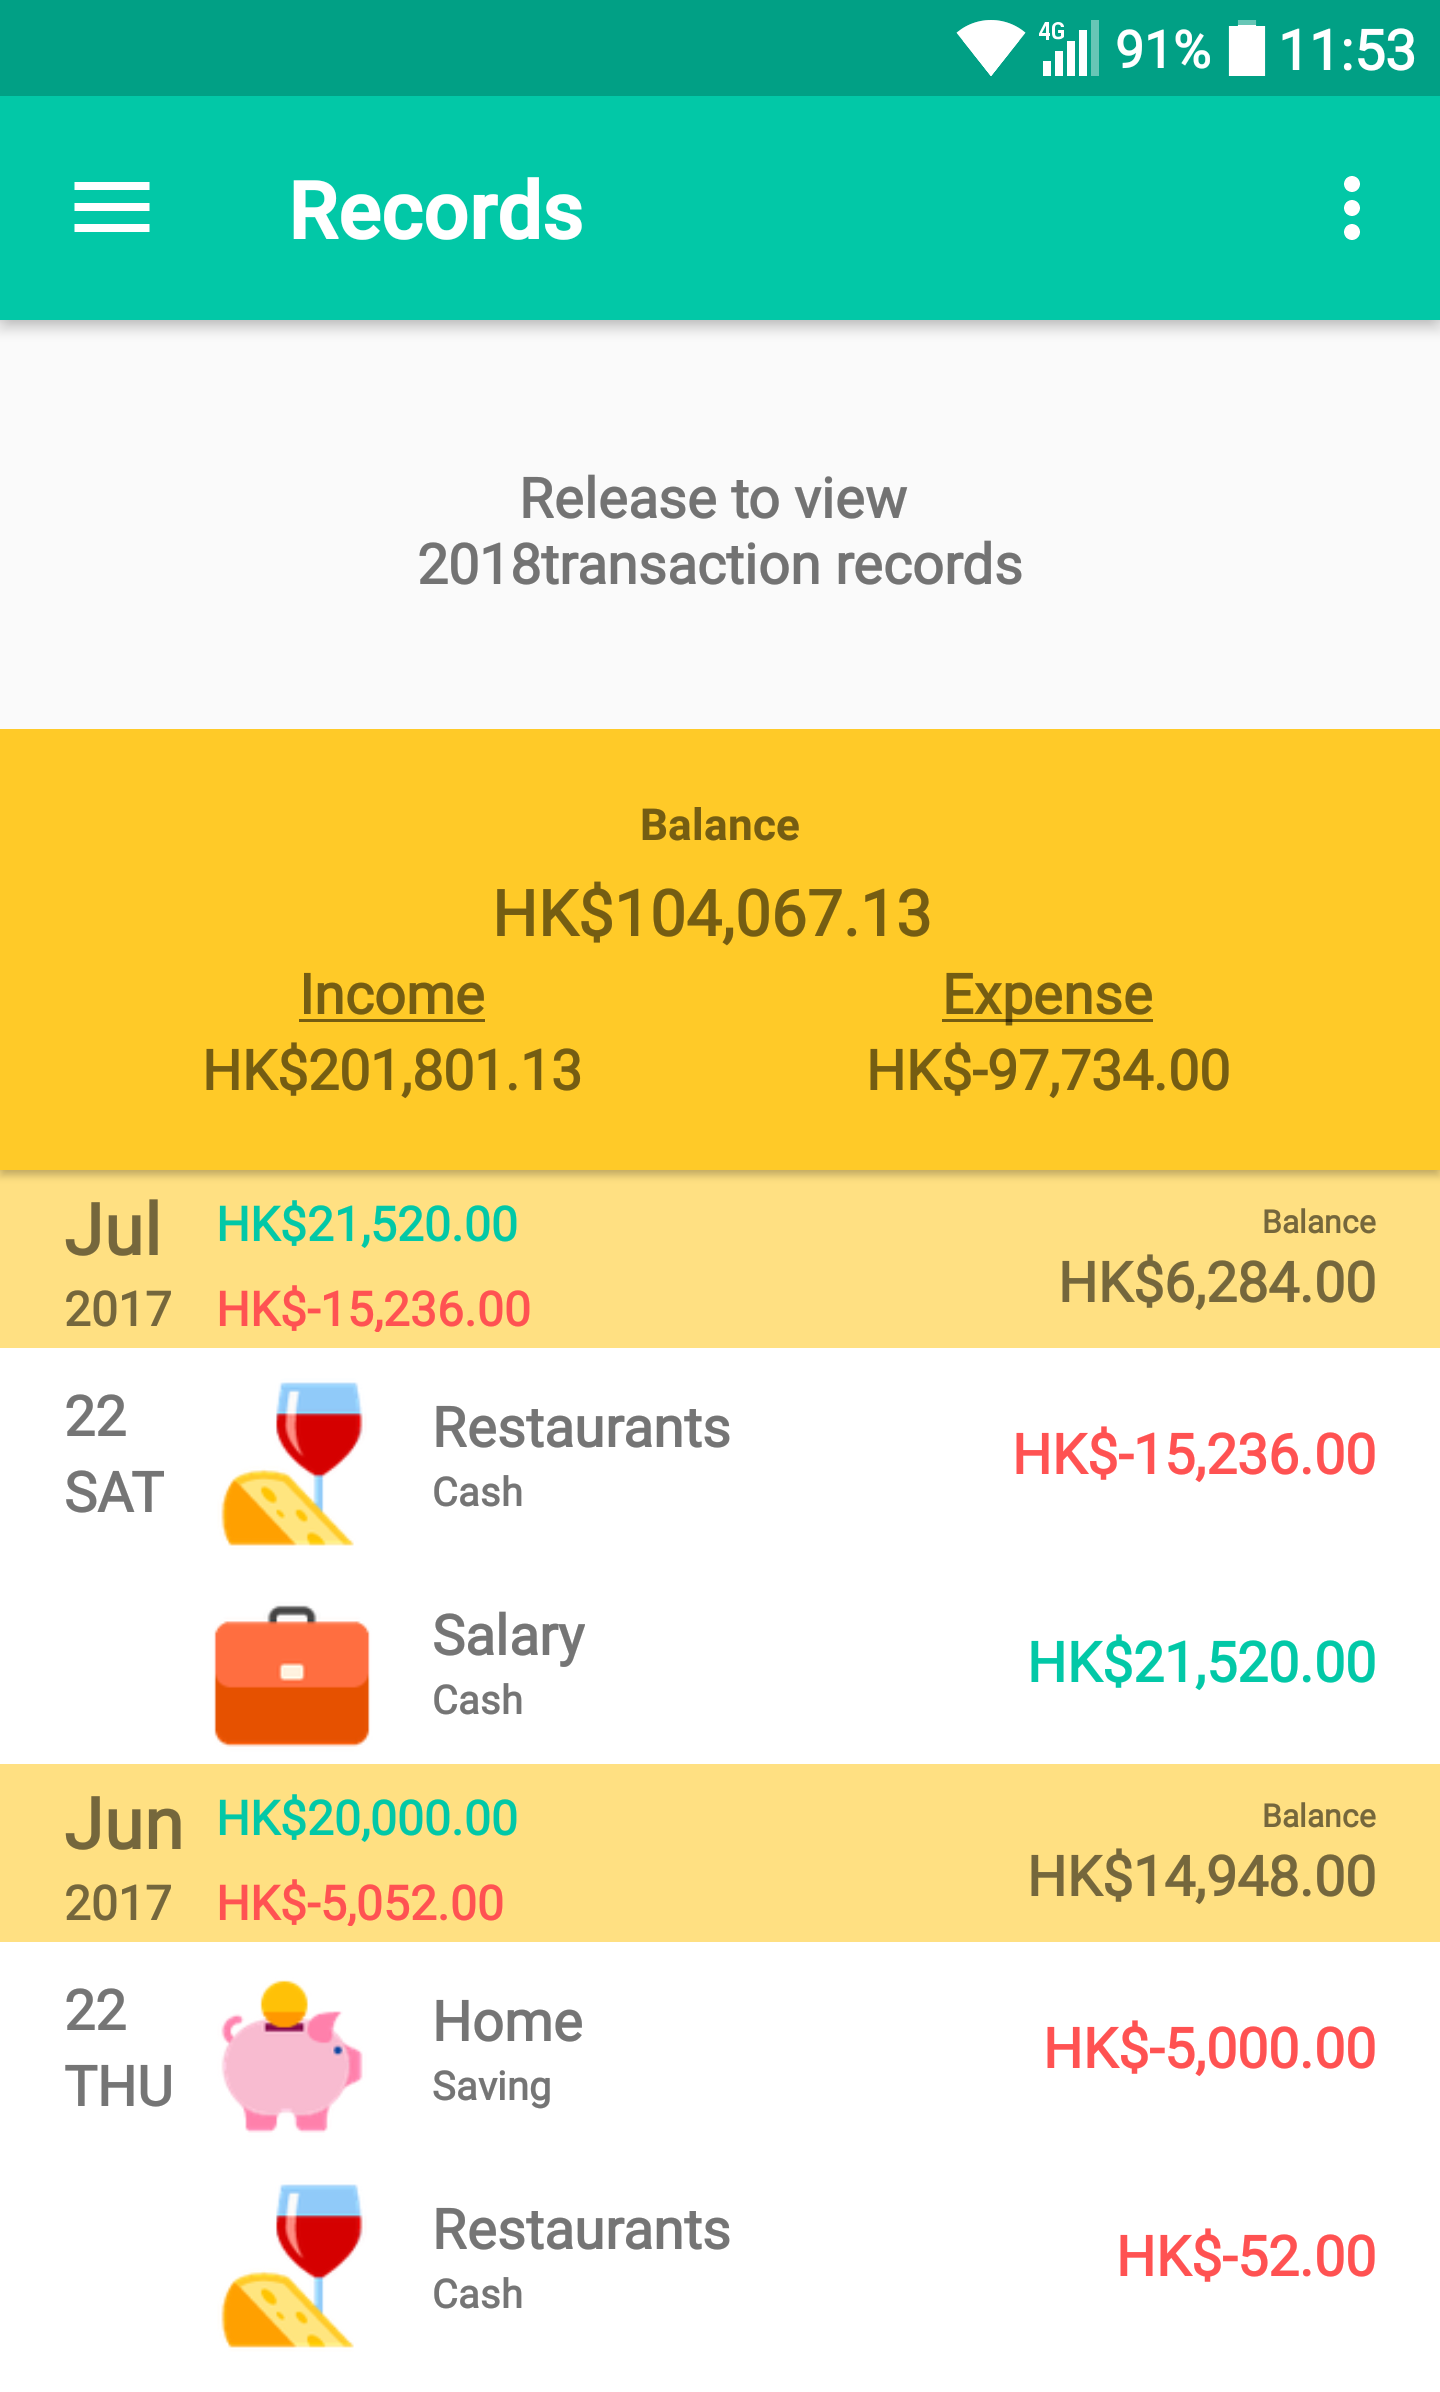 4G 91% 11:53
Records
Release to view
2018transaction records
Balance
HK$104,067.13
Income Expense
HK$201,801.13 HK$-97,734.00
Jul HK$21,520.00 Balance
HK$6,284.00
2017 HK$-15,236.00
22 Restaurants HK$-15,236.00
SAT Cash
Salary HK$21,520.00
Cash
Jun HK$20,000.00 Balance
HK$14,948.00
2017 HK$-5,052.00
22 Home HK$-5,000.00
THU Saving
Restaurants HK$-52.00
Cash